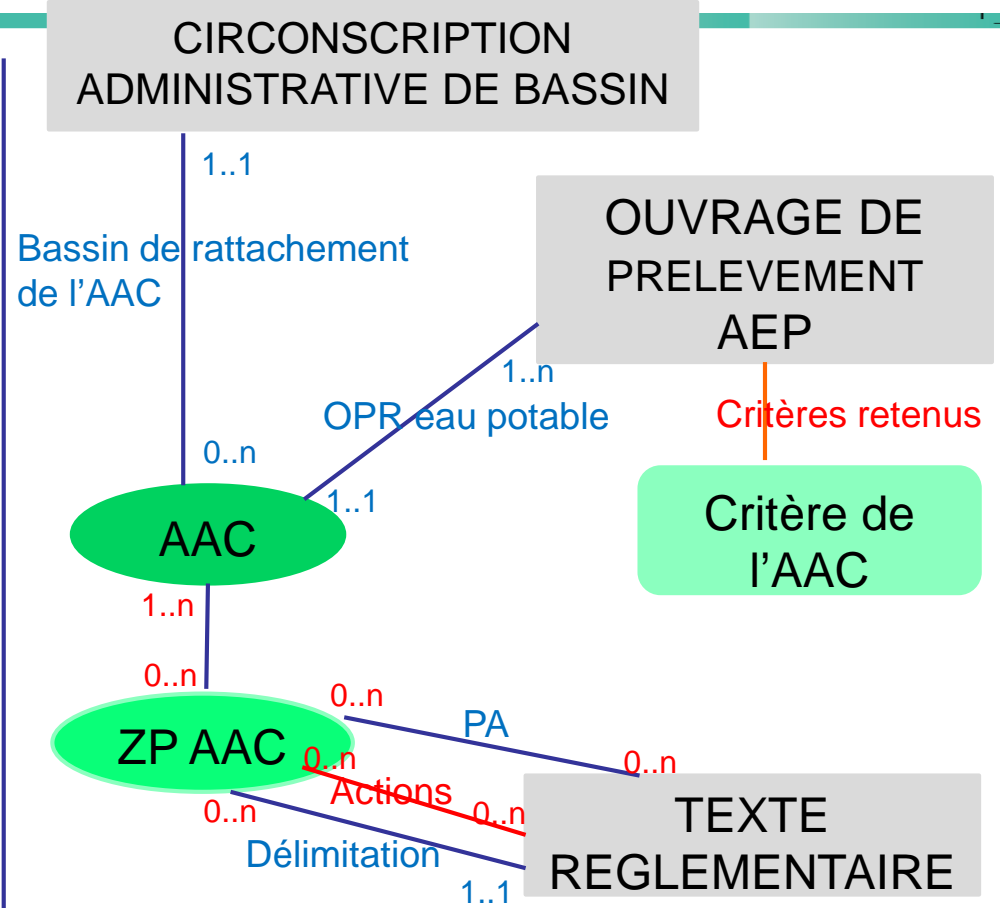 CIRCONSCRIPTION
ADMINISTRATIVE DE BASSIN
1..1
Bassin de rattachement
de l’AAC
OUVRAGE DE
PRELEVEMENT
AEP
1..n
OPR eau potable
Critères retenus
0..n
1..1
AAC
Critère de
l’AAC
1..n
0..n
0..n
PA
ZP AAC
0..n
0..n
Actions
0..n
0..n
TEXTE
REGLEMENTAIRE
Délimitation
1..1